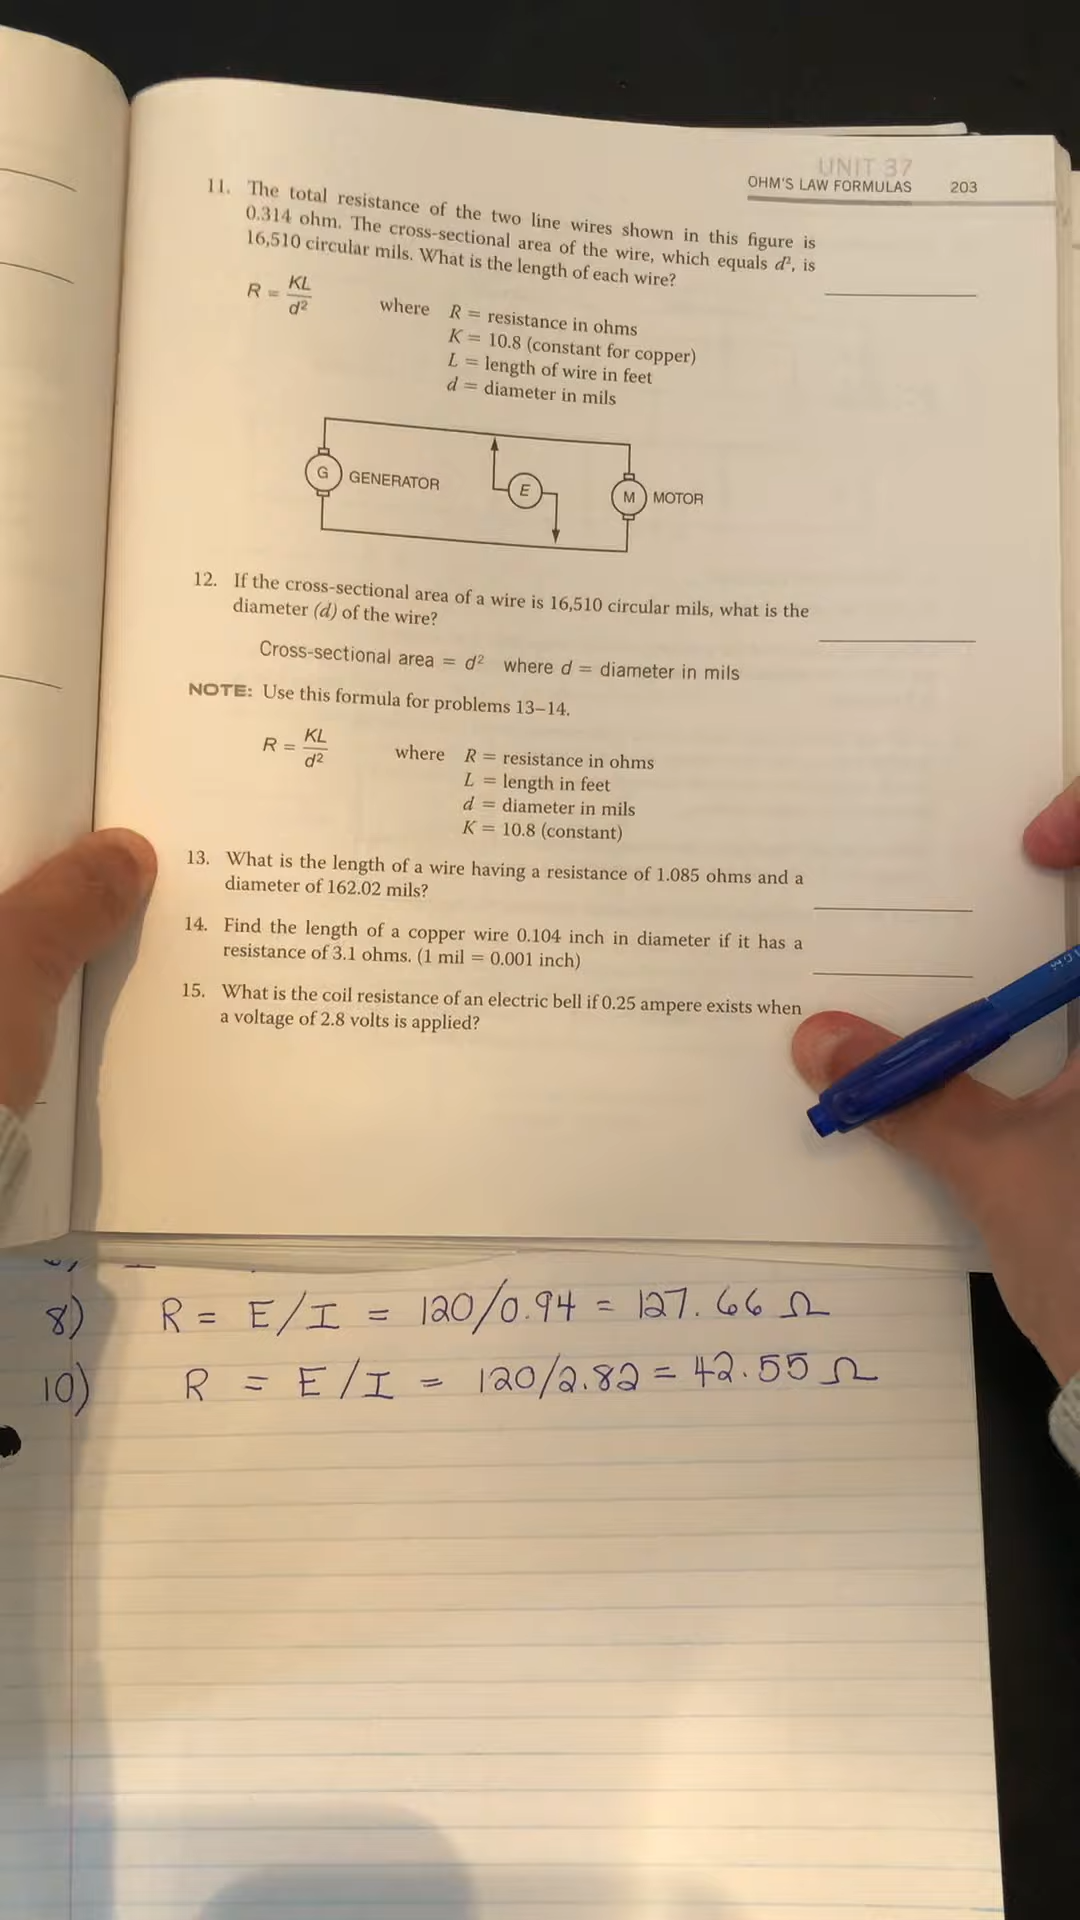 UNIT 37
OHM'S LAW FORMULAS 203
11. The total resistance of the two line wires shown in this figure is
0.314 ohm. The cross-sectional area of the wire, which equals d², is
16,510 circular mils. What is the length of each wire?
R = KL/d² where R = resistance in ohms
K = 10.8 (constant for copper)
L = length of wire in feet
d = diameter in mils
G GENERATOR E M MOTOR
12. If the cross-sectional area of a wire is 16,510 circular mils, what is the
diameter (d) of the wire?
Cross-sectional area = d² where d = diameter in mils
NOTE: Use this formula for problems 13–14.
R = KL/d² where R = resistance in ohms
L = length in feet
d = diameter in mils
K = 10.8 (constant)
13. What is the length of a wire having a resistance of 1.085 ohms and a
diameter of 162.02 mils?
14. Find the length of a copper wire 0.104 inch in diameter if it has a
resistance of 3.1 ohms. (1 mil = 0.001 inch)
15. What is the coil resistance of an electric bell if 0.25 ampere exists when
a voltage of 2.8 volts is applied?
8) R = E/I = 120/0.94 = 127.66 Ω
10) R = E/I = 120/2.82 = 42.55 Ω